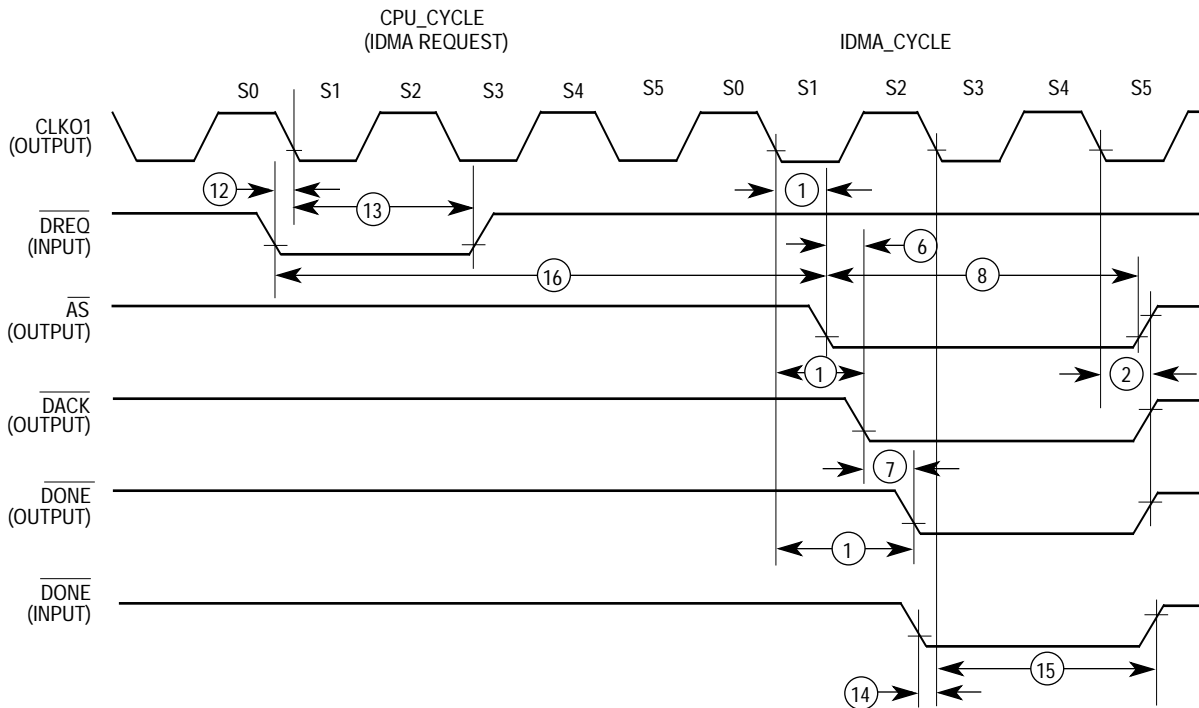 CPU_CYCLE
(IDMA REQUEST)
IDMA_CYCLE
S0 S1 S2 S3 S4 S5 S0 S1 S2 S3 S4 S5
CLKO1
(OUTPUT)
12
13
1
DREQ
(INPUT)
6
16
8
AS
(OUTPUT)
1
2
DACK
(OUTPUT)
7
DONE
(OUTPUT)
1
DONE
(INPUT)
15
14